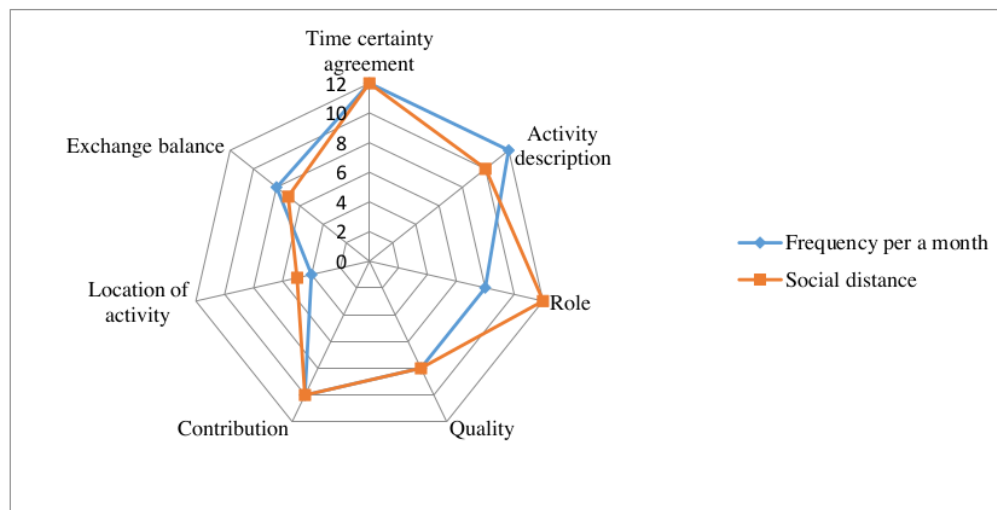 Time certainty
agreement
12
10
8
6
4
2
0
Activity
description
Role
Quality
Contribution
Location of
activity
Exchange balance
Frequency per a month
Social distance